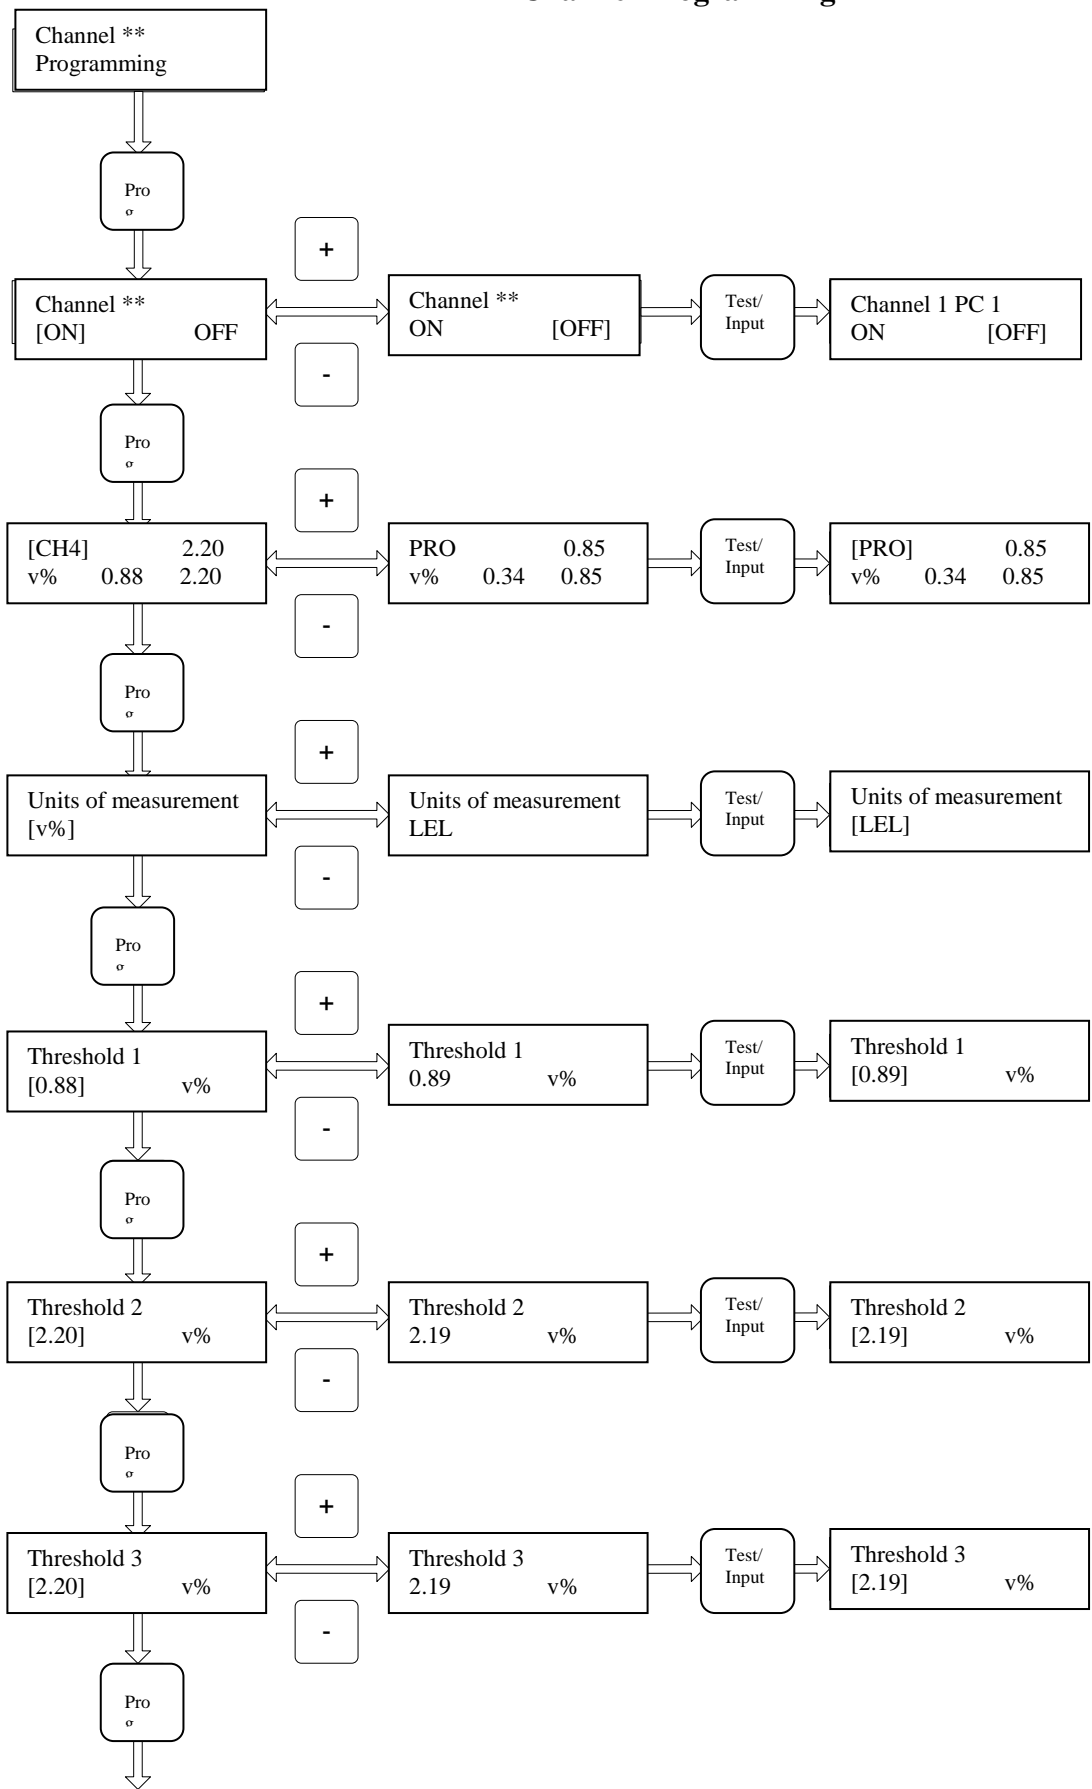 Channel **
Programming
Pro
+
Channel **
[ON] OFF
Channel **
ON [OFF]
Test/
Input
Channel 1 PC 1
ON [OFF]
-
Pro
+
[CH4] 2.20
v% 0.88 2.20
PRO 0.85
v% 0.34 0.85
Test/
Input
[PRO] 0.85
v% 0.34 0.85
-
Pro
+
Units of measurement
[v%]
Units of measurement
LEL
Test/
Input
Units of measurement
[LEL]
-
Pro
+
Threshold 1
[0.88] v%
Threshold 1
0.89 v%
Test/
Input
Threshold 1
[0.89] v%
-
Pro
+
Threshold 2
[2.20] v%
Threshold 2
2.19 v%
Test/
Input
Threshold 2
[2.19] v%
-
Pro
+
Threshold 3
[2.20] v%
Threshold 3
2.19 v%
Test/
Input
Threshold 3
[2.19] v%
-
Pro